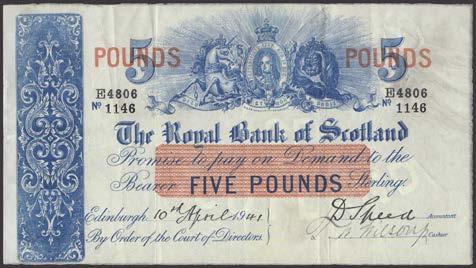 5 POUNDS POUNDS 5
E4806 E4806
Nº 1146 Nº 1146
The Royal Bank of Scotland
Promise to pay on Demand to the
Bearer FIVE POUNDS Sterling.
Edinburgh, 10th April 1941 D Speed Accountant
By Order of the Court of Directors. Cashier